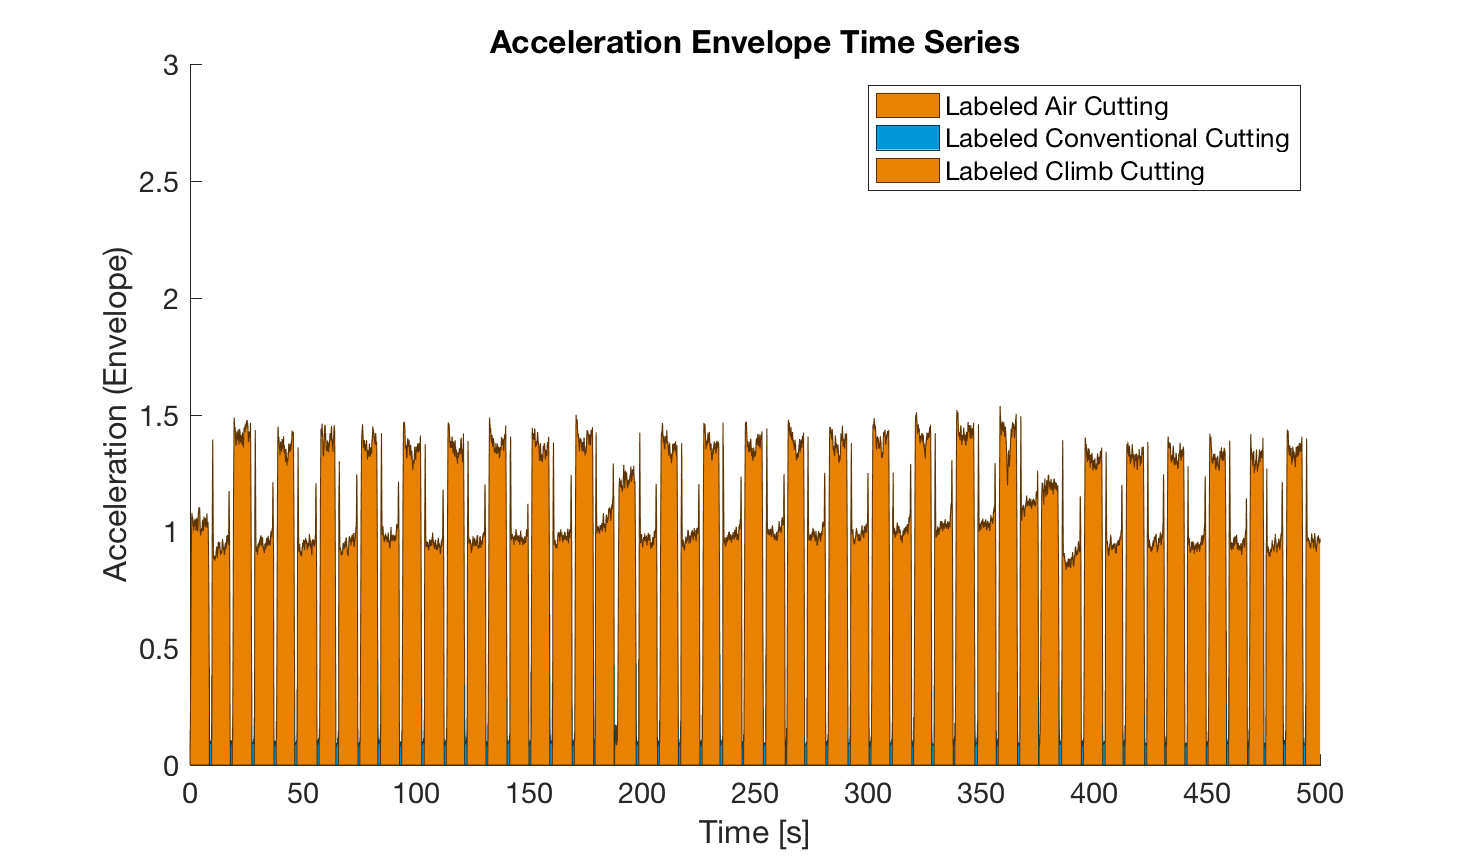 Acceleration Envelope Time Series
Labeled Air Cutting
Labeled Conventional Cutting
Labeled Climb Cutting
Acceleration (Envelope)
3
2.5
2
1.5
1
0.5
0
0 50 100 150 200 250 300 350 400 450 500
Time [s]